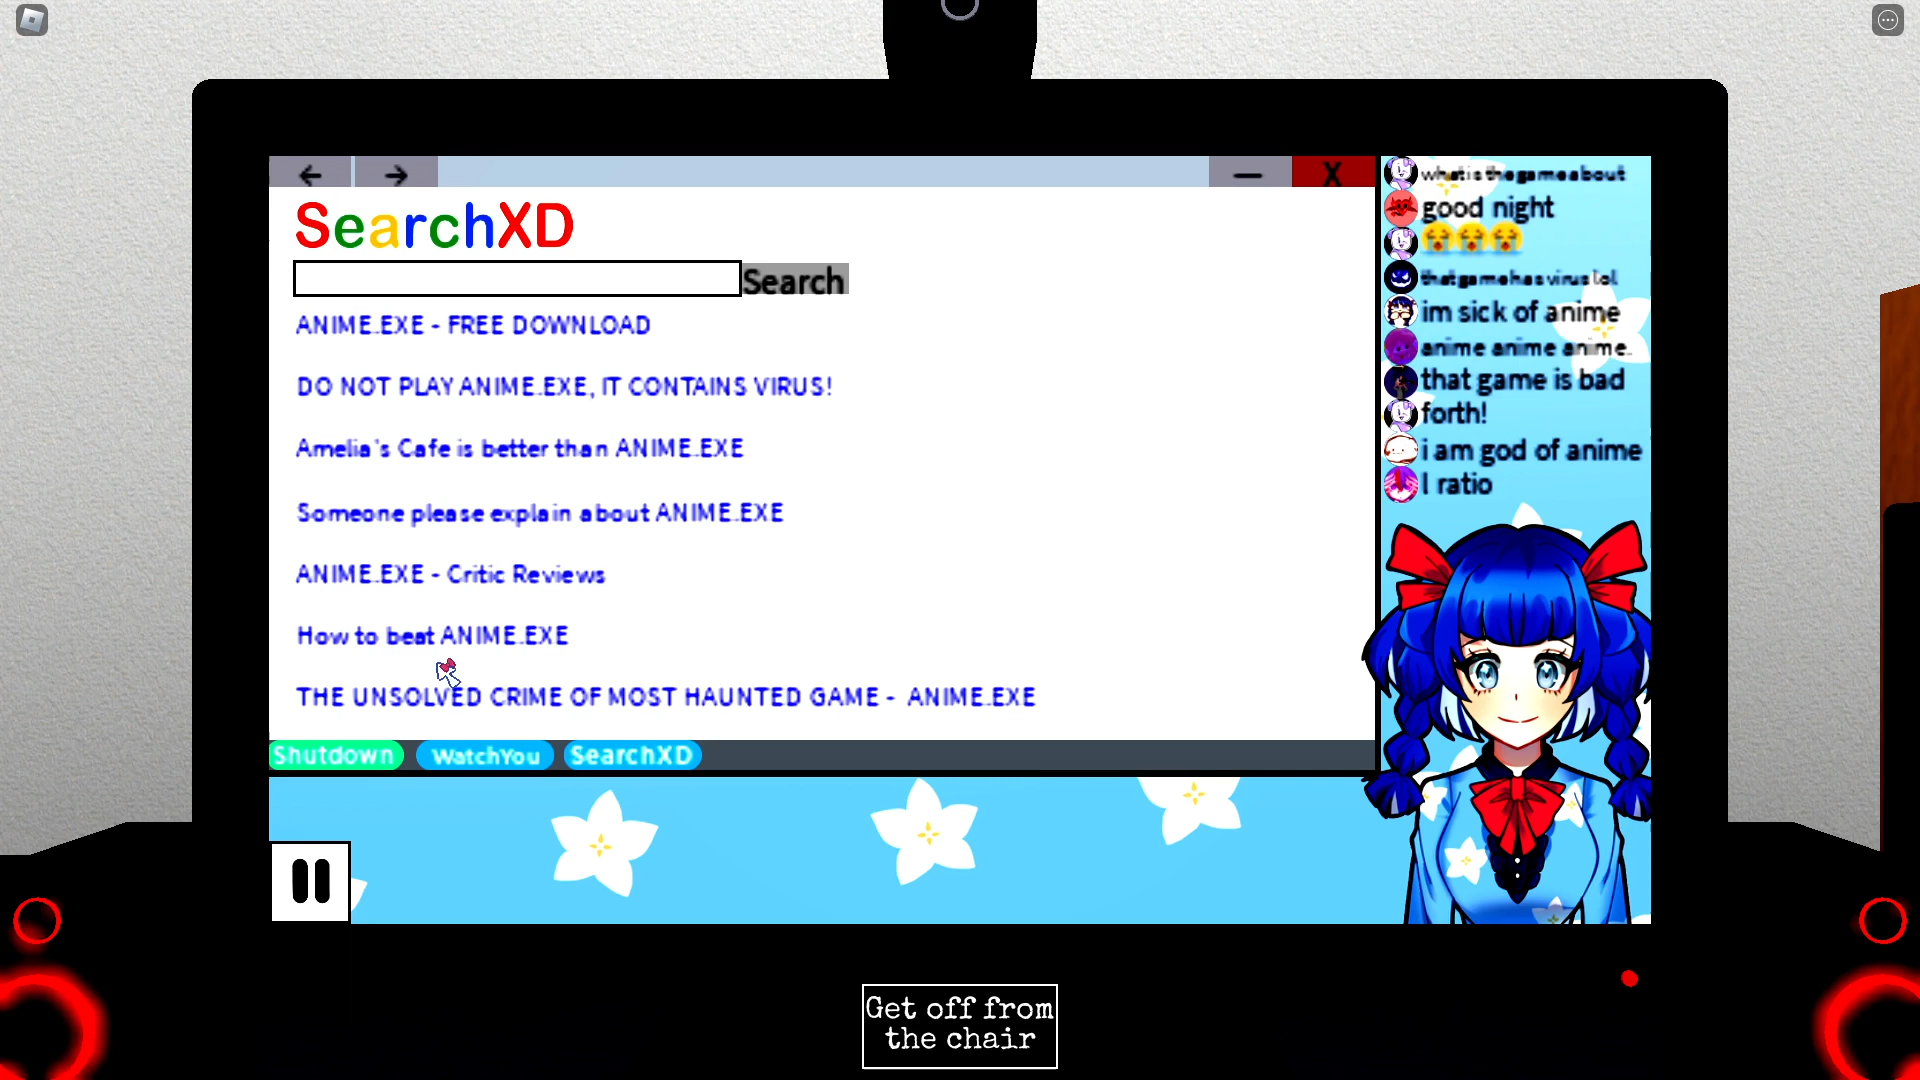 SearchXD
Search
ANIME.EXE - FREE DOWNLOAD
DO NOT PLAY ANIME.EXE, IT CONTAINS VIRUS!
Amelia's Cafe is better than ANIME.EXE
Someone please explain about ANIME.EXE
ANIME.EXE - Critic Reviews
How to beat ANIME.EXE
THE UNSOLVED CRIME OF MOST HAUNTED GAME - ANIME.EXE
Shutdown WatchYou SearchXD
X
what is the game about
good night
😭😭😭
that game has virus lol
im sick of anime
anime anime anime.
that game is bad
forth!
i am god of anime
l ratio
Get off from
the chair